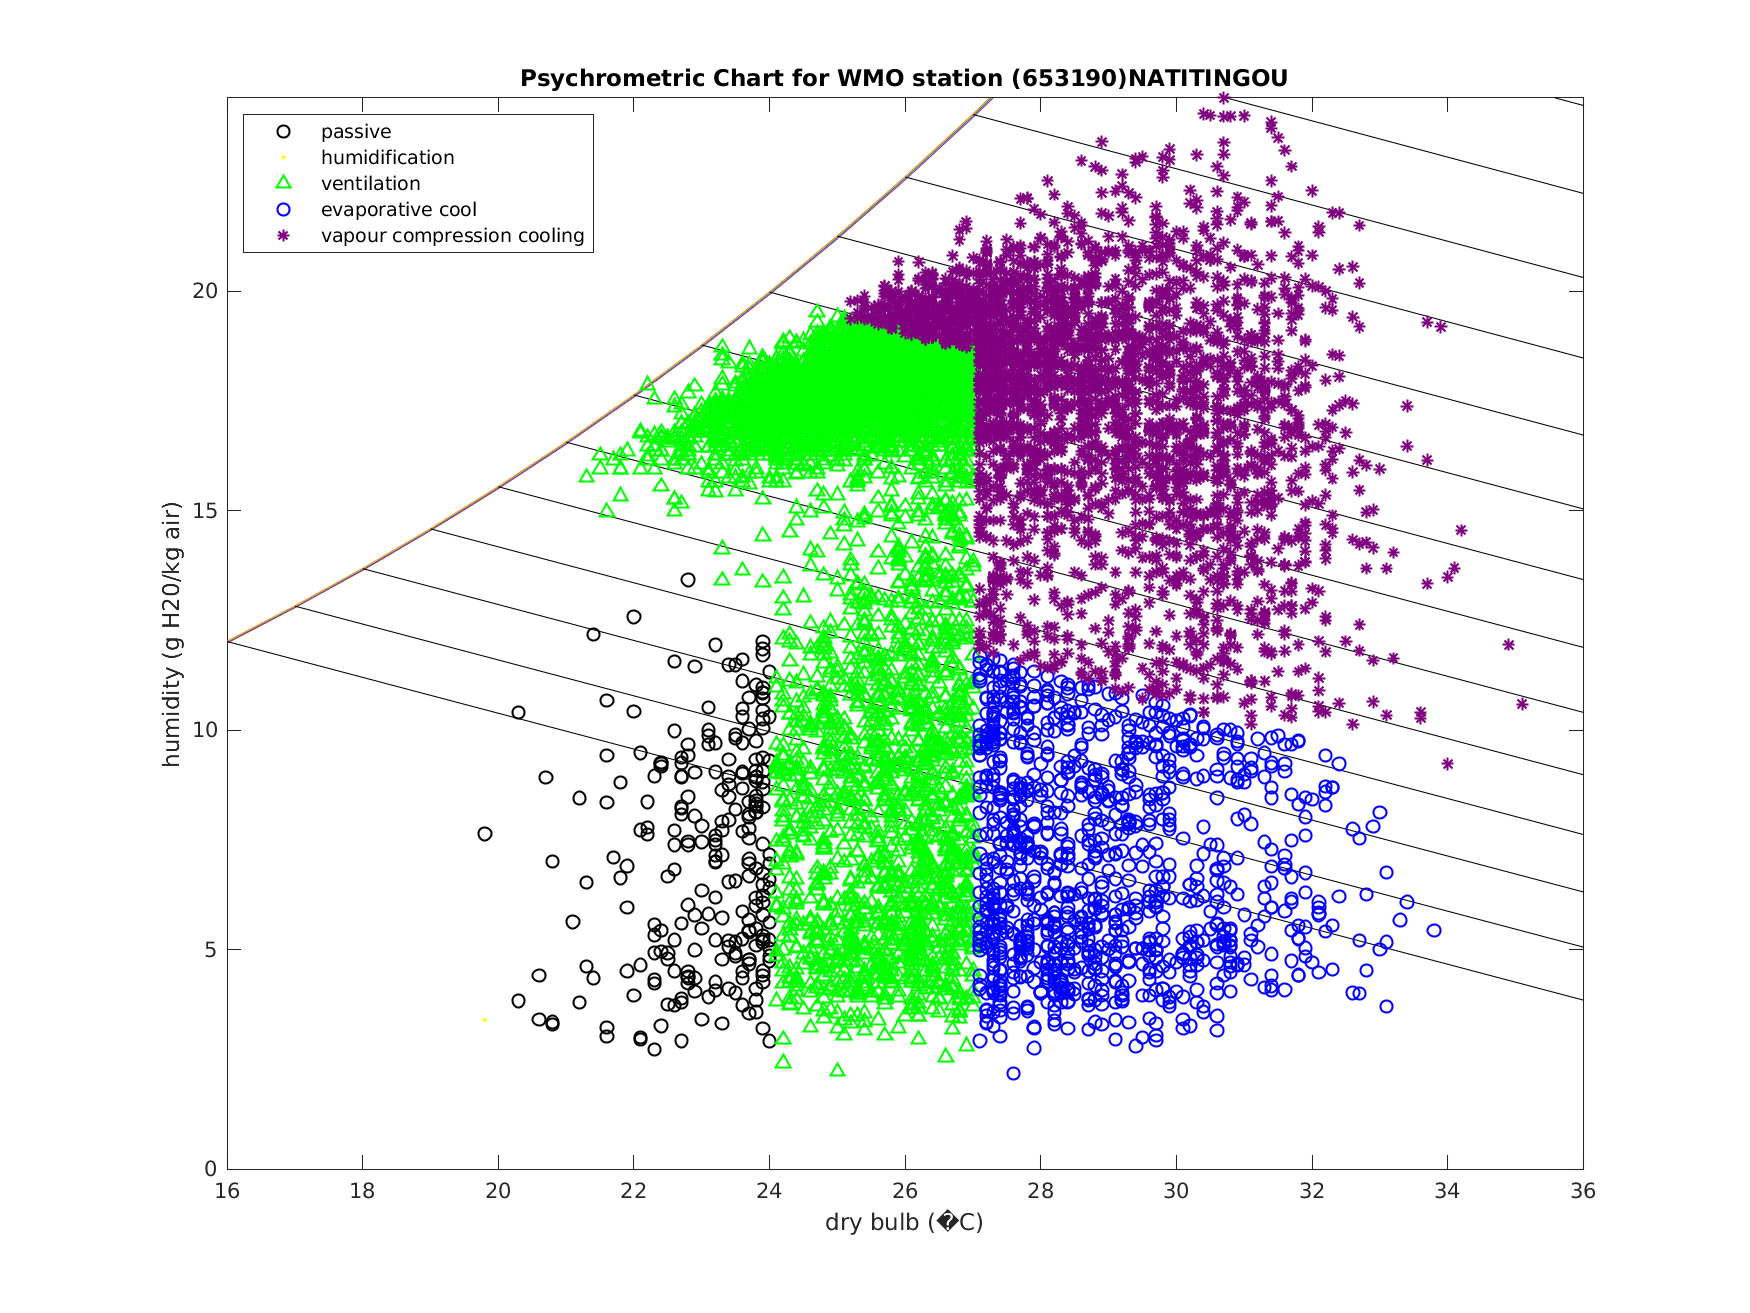 Psychrometric Chart for WMO station (653190)NATITINGOU
passive
humidification
ventilation
evaporative cool
vapour compression cooling
humidity (g H20/kg air)
20
15
10
5
0
16 18 20 22 24 26 28 30 32 34 36
dry bulb (�C)